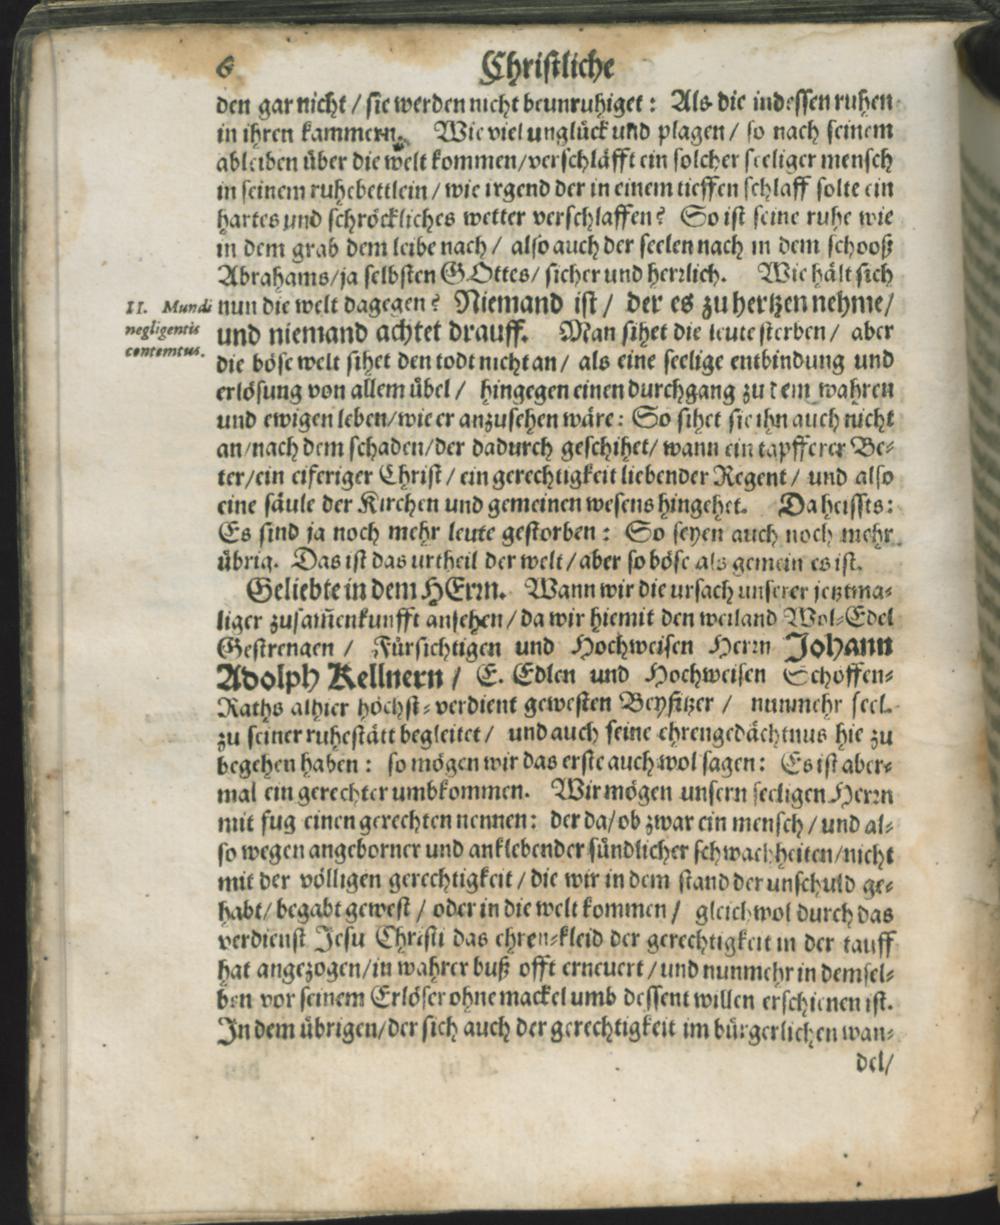 6 Christliche
den gar nicht / sie werden nicht beunruhiget: Als die indessen ruhen
in ihren kammern. Wie viel unglück und plagen / so nach seinem
ableiben über die welt kommen/verschläfft ein solcher seeliger mensch
in seinem ruhebettlein / wie irgend der in einem tieffen schlaff solte ein
hartes und schröckliches wetter verschlaffen? So ist seine ruhe wie
in dem grab dem leibe nach / also auch der seelen nach in dem schooß
Abrahams/ja selbsten GOttes/ sicher und herrlich. Wie hält sich
II. Mundi negligentis contemtus.
nun die welt dagegen? Niemand ist / der es zu hertzen nehme/
und niemand achtet drauff. Man sihet die leute sterben / aber
die böse welt sihet den todt nicht an / als eine seelige entbindung und
erlösung von allem übel / hingegen einen durchgang zu dem wahren
und ewigen leben/wie er anzusehen wäre: So sihet sie ihn auch nicht
an/nach dem schaden/der dadurch geschihet/ wann ein tapfferer Be-
ter/ein eiferiger Christ / ein gerechtigkeit liebender Regent / und also
eine säule der Kirchen und gemeinen wesens hingehet. Da heissts:
Es sind ja noch mehr leute gestorben: So seyen auch noch mehr
übrig. Das ist das urtheil der welt / aber so böse als gemein es ist.
Geliebte in dem HErrn. Wann wir die ursach unserer jetztma-
liger zusam̄enkunfft ansehen / da wir hiemit den weiland Wol-Edel
Gestrengen / Fürsichtigen und Hochweisen Herrn Johann
Adolph Kellnern / E. Edlen und Hochweisen Schöffen-
Raths alhier höchst-verdient gewesten Beysitzer / nunmehr seel.
zu seiner ruhestätt begleitet / und auch seine ehrengedächtnus hie zu
begehen haben: so mögen wir das erste auch wol sagen: Es ist aber-
mal ein gerechter umbkommen. Wir mögen unsern seeligen Herrn
mit fug einen gerechten nennen: der da/ob zwar ein mensch / und al-
so wegen angeborner und anklebender sündlicher schwachheiten/nicht
mit der völligen gerechtigkeit / die wir in dem stand der unschuld ge-
habt/ begabt gewest / oder in die welt kommen / gleichwol durch das
verdienst Jesu Christi das ehren-kleid der gerechtigkeit in der tauff
hat angezogen/in wahrer buß offt erneuert / und nunmehr in demsel-
ben vor seinem Erlöser ohne mackel umb dessent willen erschienen ist.
In dem übrigen/der sich auch der gerechtigkeit im bürgerlichen wan-
del/